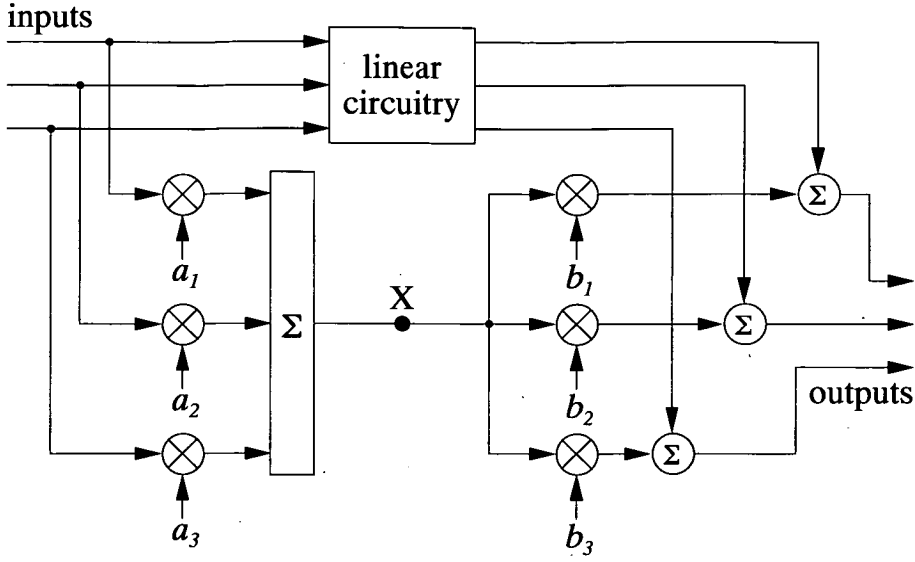 inputs
linear
circuitry
Σ
a1
b1
X
Σ
Σ
a2
b2
outputs
Σ
a3
b3